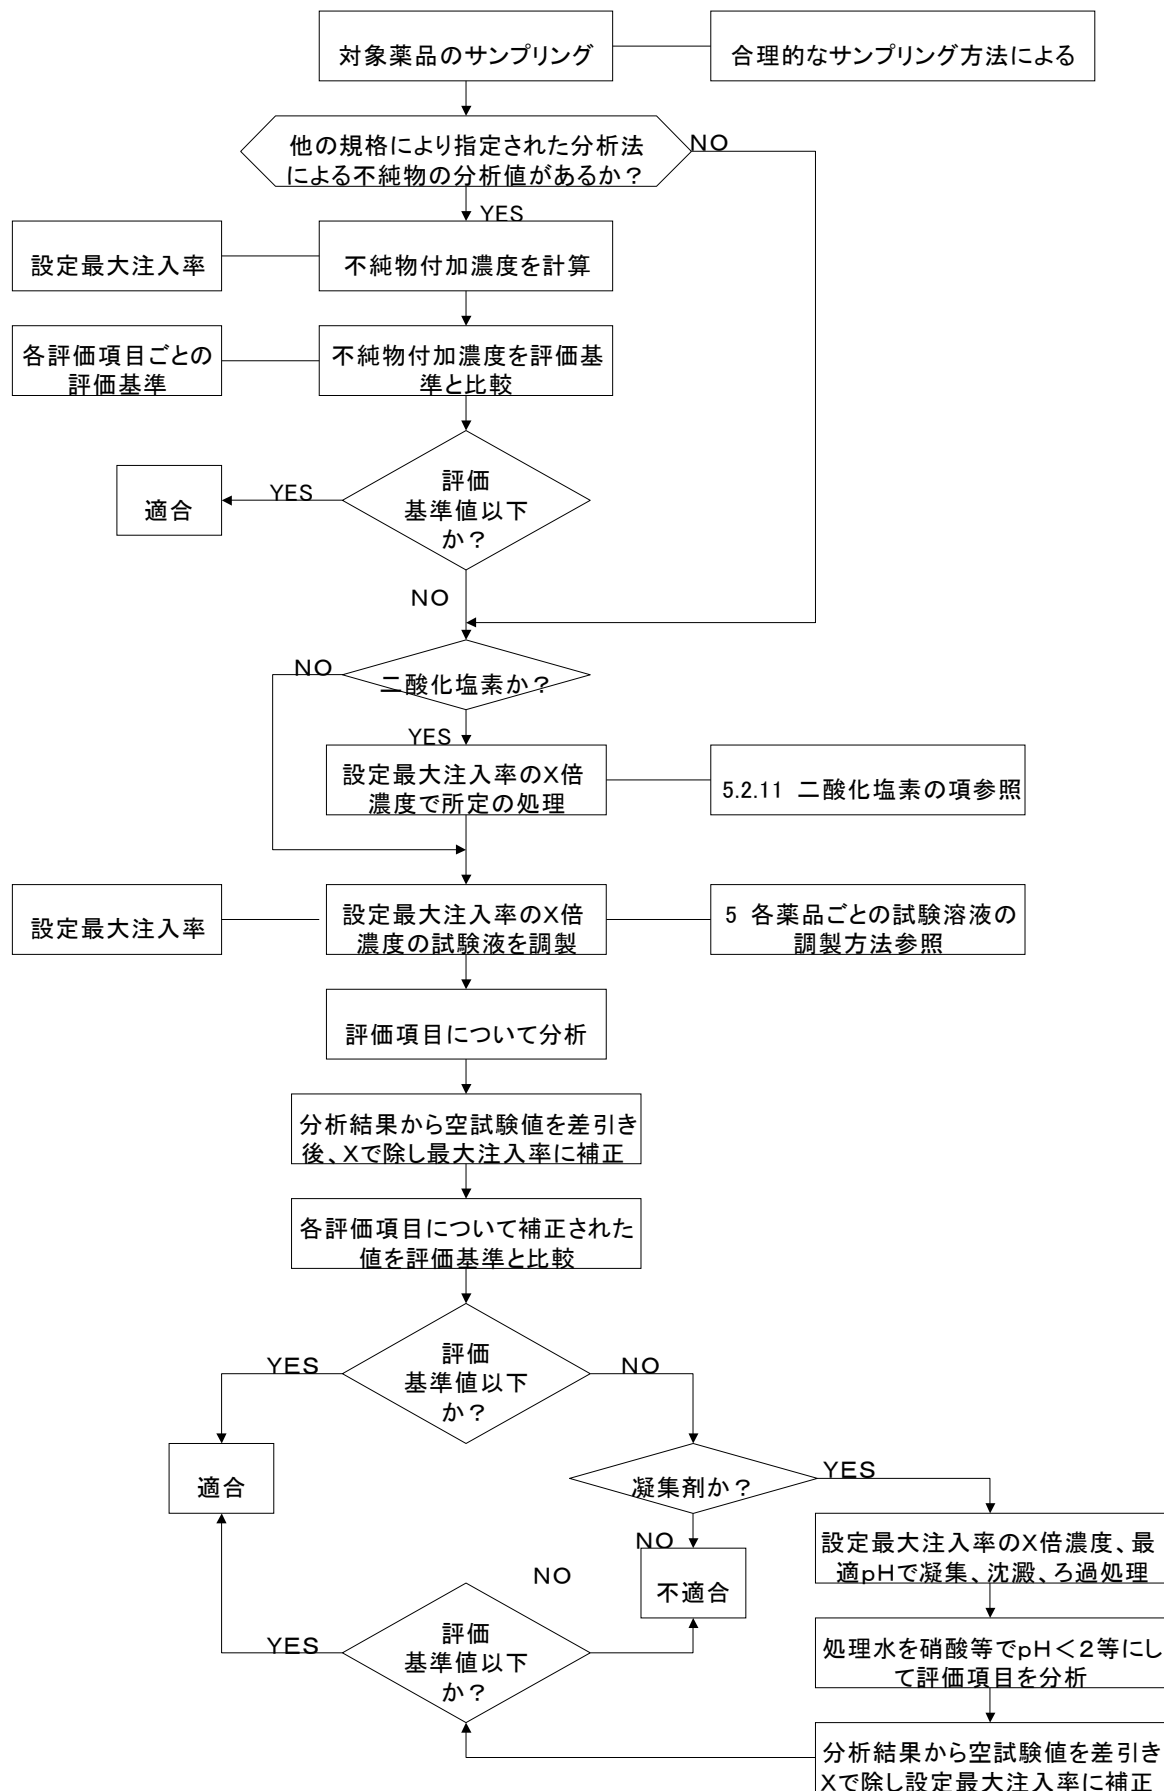 対象薬品のサンプリング
合理的なサンプリング方法による
他の規格により指定された分析法
による不純物の分析値があるか？
NO
YES
設定最大注入率
不純物付加濃度を計算
各評価項目ごとの
評価基準
不純物付加濃度を評価基
準と比較
評価
基準値以下
か？
YES
適合
NO
二酸化塩素か？
NO
YES
設定最大注入率のX倍
濃度で所定の処理
5.2.11 二酸化塩素の項参照
設定最大注入率
設定最大注入率のX倍
濃度の試験液を調製
5 各薬品ごとの試験溶液の
調製方法参照
評価項目について分析
分析結果から空試験値を差引き
後、Xで除し最大注入率に補正
各評価項目について補正された
値を評価基準と比較
評価
基準値以下
か？
YES
NO
適合
凝集剤か？
YES
NO
不適合
設定最大注入率のX倍濃度、最
適pHで凝集、沈澱、ろ過処理
処理水を硝酸等でpH＜2等にし
て評価項目を分析
NO
評価
基準値以下
か？
YES
分析結果から空試験値を差引き
Xで除し設定最大注入率に補正